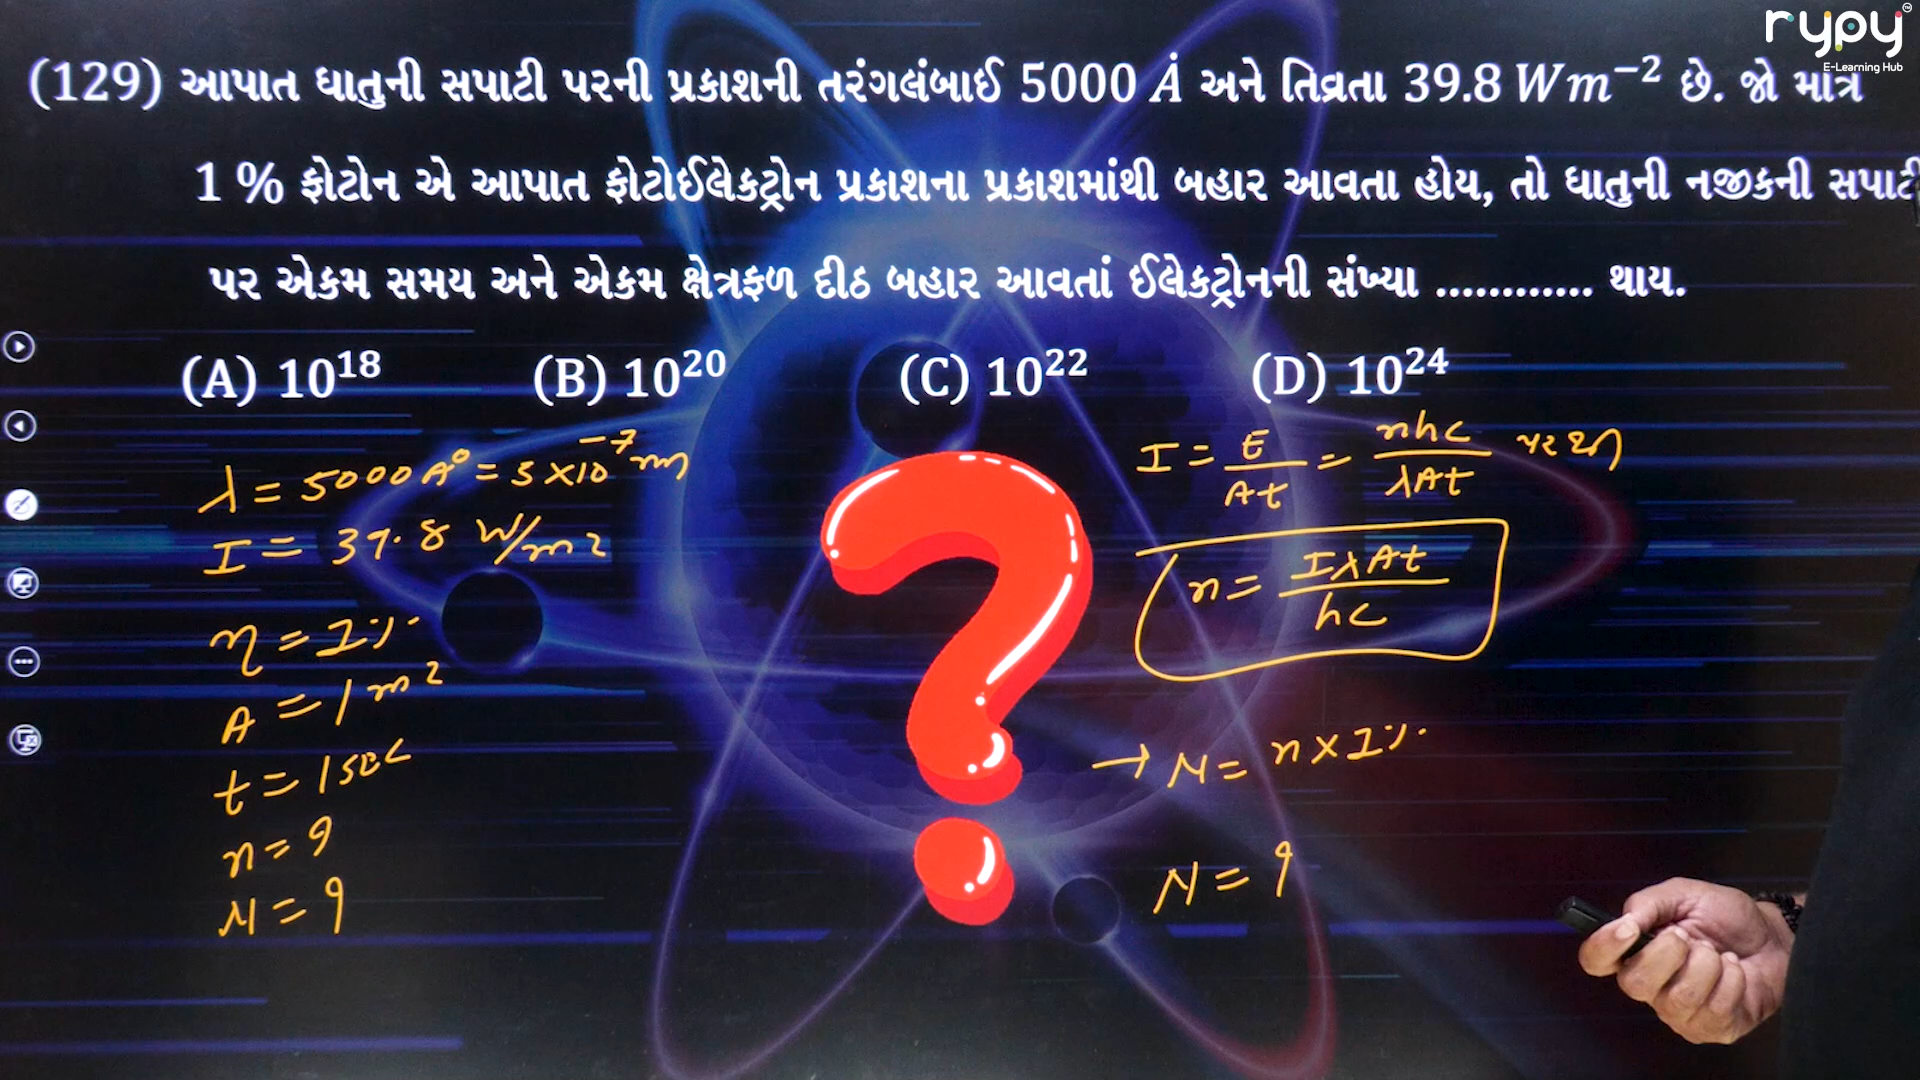 rypy™
E-Learning Hub
(129) આપાત ધાતુની સપાટી પરની પ્રકાશની તરંગલંબાઈ 5000 Å અને તિવ્રતા 39.8 Wm⁻² છે. જો માત્ર
1 % ફોટોન એ આપાત ફોટોઈલેકટ્રોન પ્રકાશના પ્રકાશમાંથી બહાર આવતા હોય, તો ધાતુની નજીકની સપાટી
પર એકમ સમય અને એકમ ક્ષેત્રફળ દીઠ બહાર આવતાં ઈલેકટ્રોનની સંખ્યા ............ થાય.
(A) 10¹⁸ (B) 10²⁰ (C) 10²² (D) 10²⁴
λ = 5000 A° = 5 × 10⁻⁷ m
I = 39.8 W/m²
η = 1%
A = 1 m²
t = 1 sec
n = ?
N = ?
I = E/At = nhc/λAt પરથી
n = IλAt/hc
→ N = n × 1%
N = ?